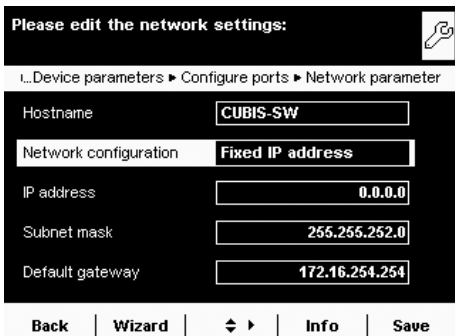 Please edit the network settings:
ı...Device parameters ▸ Configure ports ▸ Network parameter
Hostname CUBIS-SW
Network configuration Fixed IP address
IP address 0.0.0.0
Subnet mask 255.255.252.0
Default gateway 172.16.254.254
Back Wizard Info Save